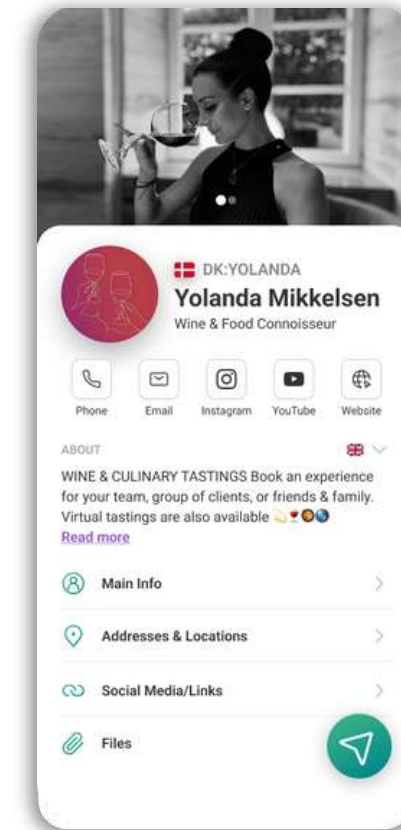 DK:YOLANDA
Yolanda Mikkelsen
Wine & Food Connoisseur
Phone
Email
Instagram
YouTube
Website
ABOUT
WINE & CULINARY TASTINGS Book an experience
for your team, group of clients, or friends & family.
Virtual tastings are also available 💫🍷🥘🌎
Read more
Main Info
Addresses & Locations
Social Media/Links
Files